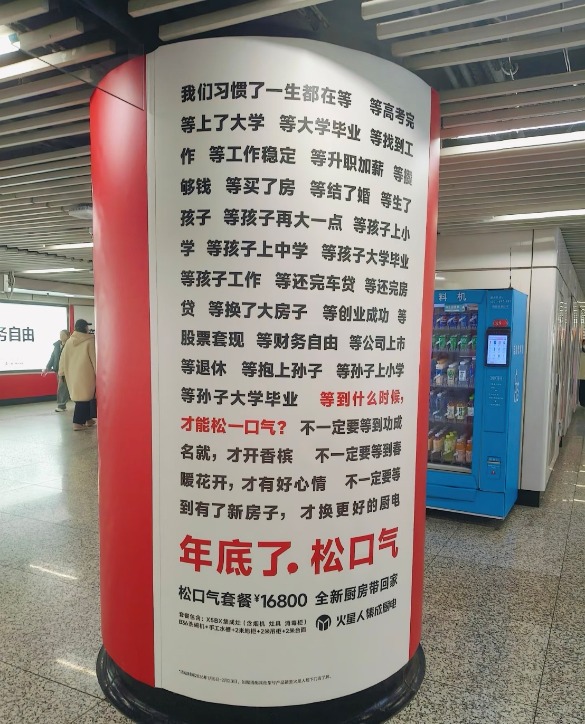 我们习惯了一生都在等 等高考完
等上了大学 等大学毕业 等找到工
作 等工作稳定 等升职加薪 等攒
够钱 等买了房 等结了婚 等生了
孩子 等孩子再大一点 等孩子上小
学 等孩子上中学 等孩子大学毕业
等孩子工作 等还完车贷 等还完房
贷 等换了大房子 等创业成功 等
股票套现 等财务自由 等公司上市
等退休 等抱上孙子 等孙子上小学
等孙子大学毕业 等到什么时候，
才能松一口气？ 不一定要等到功成
名就，才开香槟 不一定要等到春
暖花开，才有好心情 不一定要等
到有了新房子，才换更好的厨电
年底了。松口气
松口气套餐¥16800 全新厨房带回家
火星人集成厨电
务自由
料 机